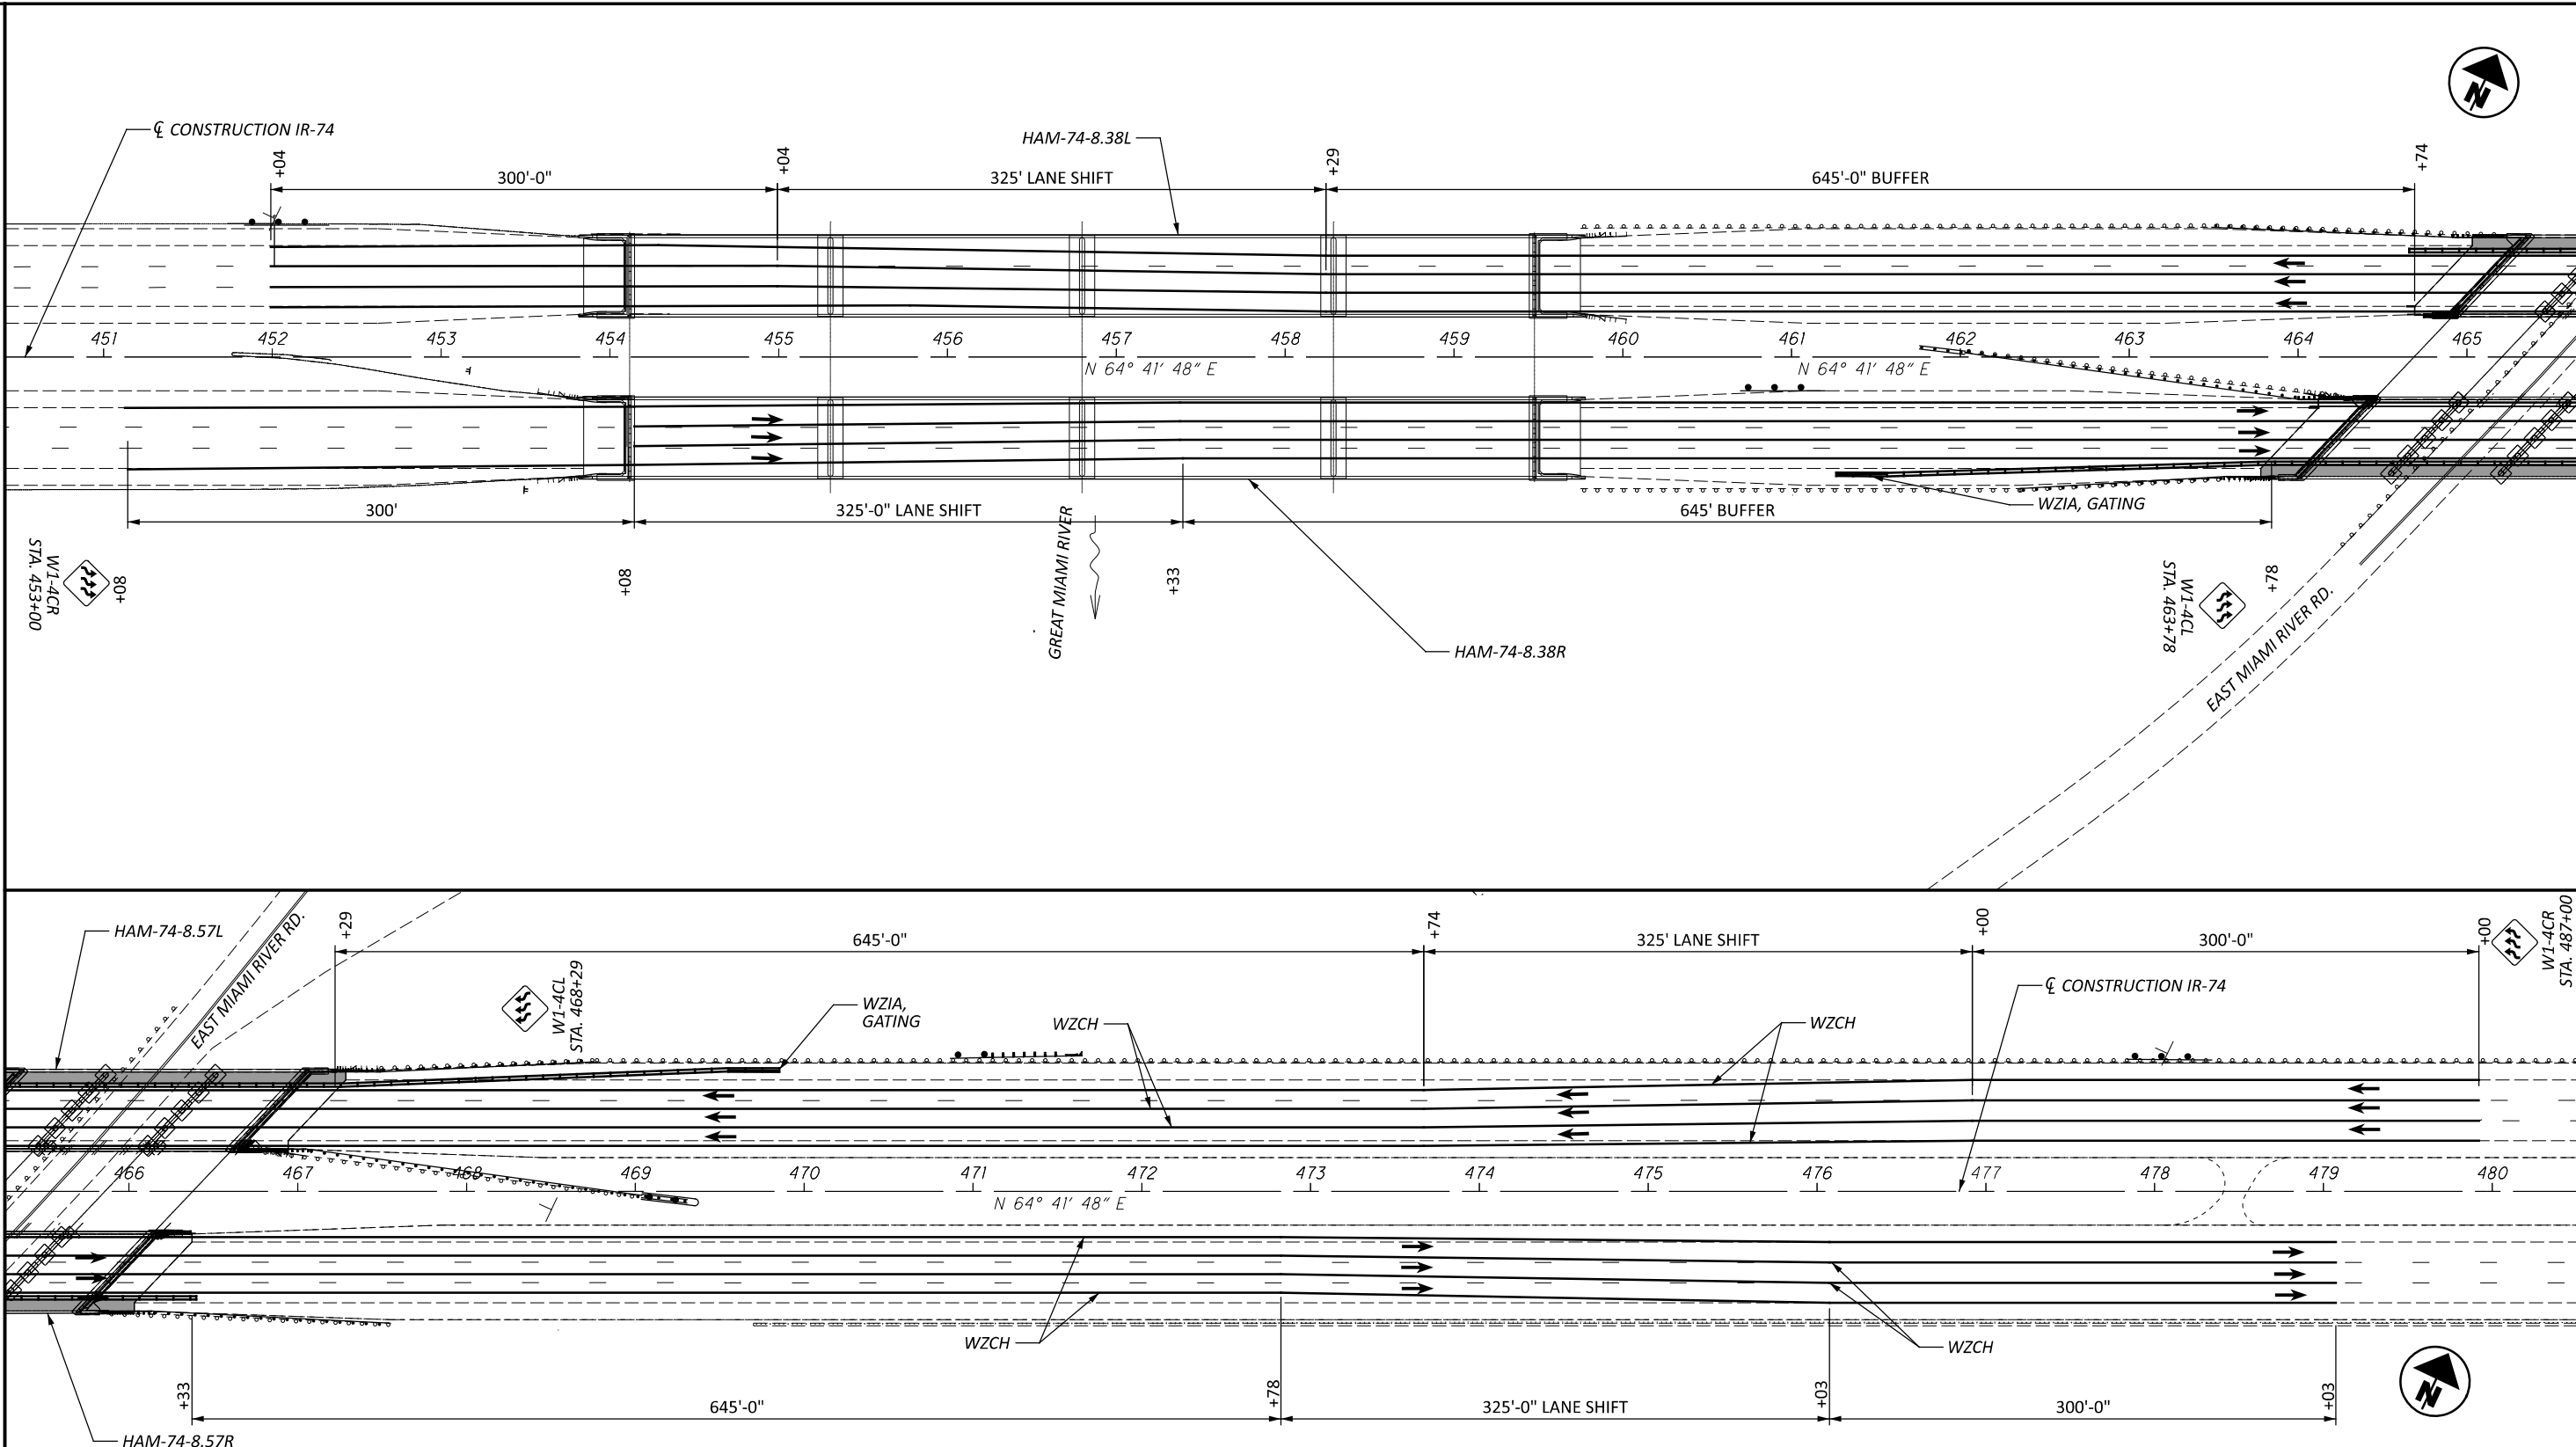 ℄ CONSTRUCTION IR-74
HAM-74-8.38L
+04
+04
+29
+74
N
300'-0"
325' LANE SHIFT
645'-0" BUFFER
451
452
453
454
455
456
457
458
459
460
461
462
463
464
465
N 64° 41' 48" E
N 64° 41' 48" E
WZIA, GATING
300'
325'-0" LANE SHIFT
645' BUFFER
W1-4CR
STA. 453+00
+08
+08
GREAT MIAMI RIVER
+33
HAM-74-8.38R
W1-4CL
STA. 463+78
+78
EAST MIAMI RIVER RD.
HAM-74-8.57L
EAST MIAMI RIVER RD.
+29
+74
+00
+00
W1-4CR
STA. 487+00
645'-0"
325' LANE SHIFT
300'-0"
W1-4CL
STA. 468+29
WZIA,
GATING
WZCH
WZCH
℄ CONSTRUCTION IR-74
466
467
468
469
470
471
472
473
474
475
476
477
478
479
480
N 64° 41' 48" E
WZCH
WZCH
+33
+78
+03
+03
N
645'-0"
325'-0" LANE SHIFT
300'-0"
HAM-74-8.57R